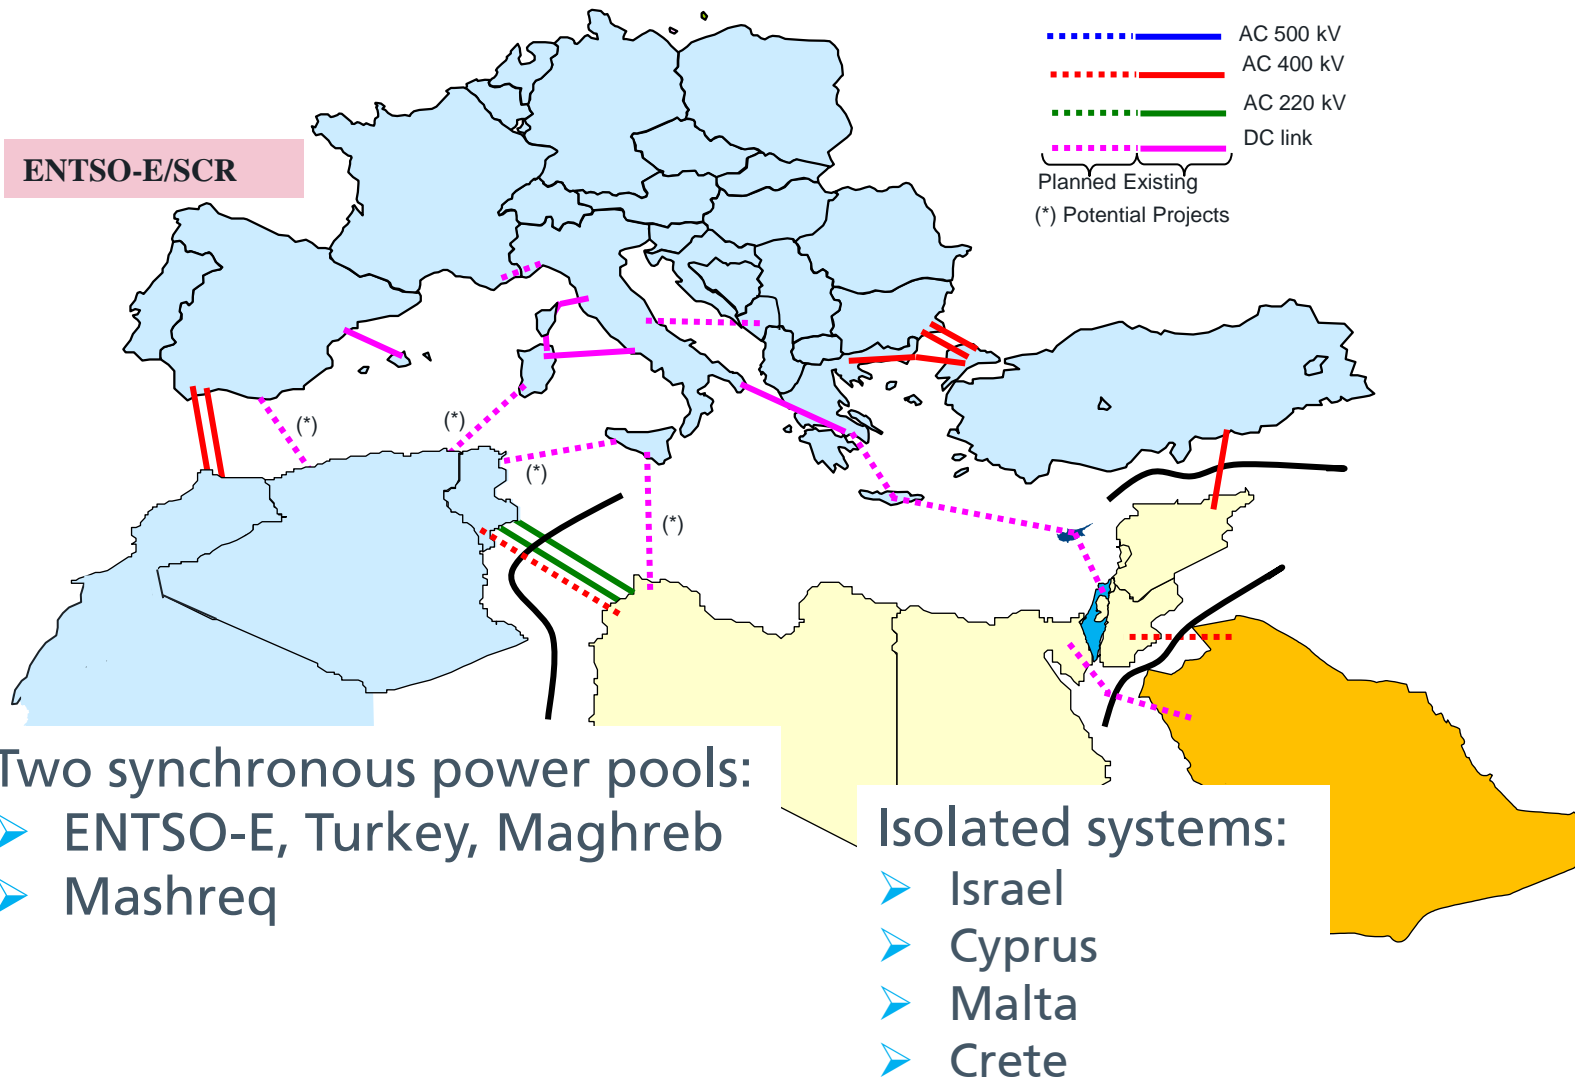 AC 500 kV
AC 400 kV
AC 220 kV
DC link
Planned Existing
(*) Potential Projects
ENTSO-E/SCR
(*)
(*)
(*)
(*)
Two synchronous power pools:
ENTSO-E, Turkey, Maghreb
Mashreq
Isolated systems:
Israel
Cyprus
Malta
Crete